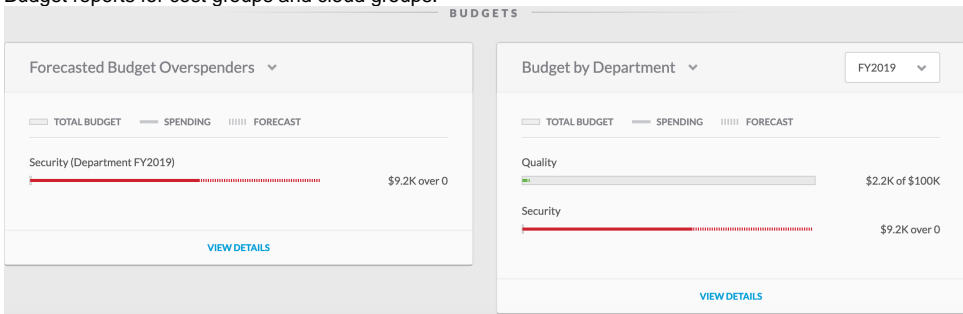 Budget reports for cost groups and cloud groups.
BUDGETS
Forecasted Budget Overspenders
TOTAL BUDGET SPENDING FORECAST
Security (Department FY2019)
$9.2K over 0
VIEW DETAILS
Budget by Department
FY2019
TOTAL BUDGET SPENDING FORECAST
Quality
$2.2K of $100K
Security
$9.2K over 0
VIEW DETAILS